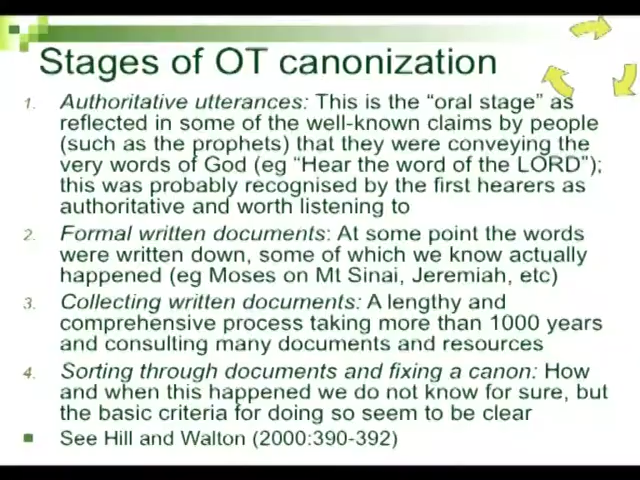 Stages of OT canonization
1. Authoritative utterances: This is the “oral stage” as
reflected in some of the well-known claims by people
(such as the prophets) that they were conveying the
very words of God (eg “Hear the word of the LORD”);
this was probably recognised by the first hearers as
authoritative and worth listening to
2. Formal written documents: At some point the words
were written down, some of which we know actually
happened (eg Moses on Mt Sinai, Jeremiah, etc)
3. Collecting written documents: A lengthy and
comprehensive process taking more than 1000 years
and consulting many documents and resources
4. Sorting through documents and fixing a canon: How
and when this happened we do not know for sure, but
the basic criteria for doing so seem to be clear
See Hill and Walton (2000:390-392)